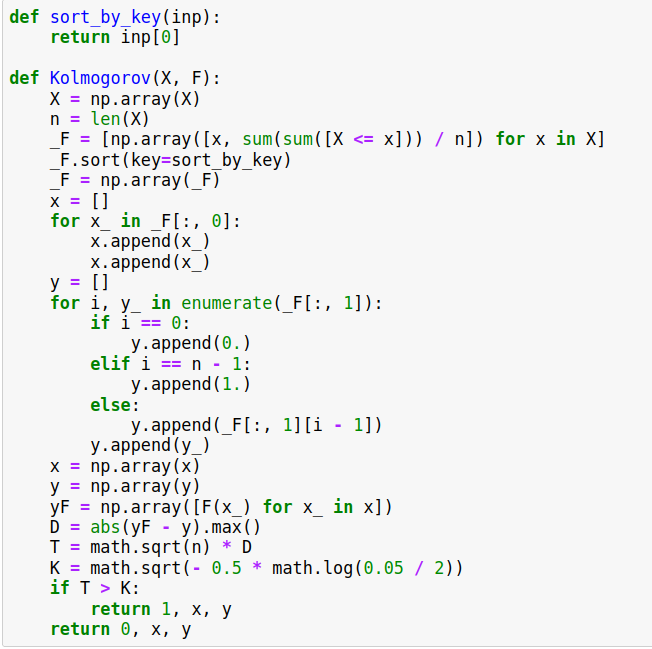 def sort_by_key(inp):
    return inp[0]

def Kolmogorov(X, F):
    X = np.array(X)
    n = len(X)
    _F = [np.array([x, sum(sum([X <= x])) / n]) for x in X]
    _F.sort(key=sort_by_key)
    _F = np.array(_F)
    x = []
    for x_ in _F[:, 0]:
        x.append(x_)
        x.append(x_)
    y = []
    for i, y_ in enumerate(_F[:, 1]):
        if i == 0:
            y.append(0.)
        elif i == n - 1:
            y.append(1.)
        else:
            y.append(_F[:, 1][i - 1])
        y.append(y_)
    x = np.array(x)
    y = np.array(y)
    yF = np.array([F(x_) for x_ in x])
    D = abs(yF - y).max()
    T = math.sqrt(n) * D
    K = math.sqrt(- 0.5 * math.log(0.05 / 2))
    if T > K:
        return 1, x, y
    return 0, x, y